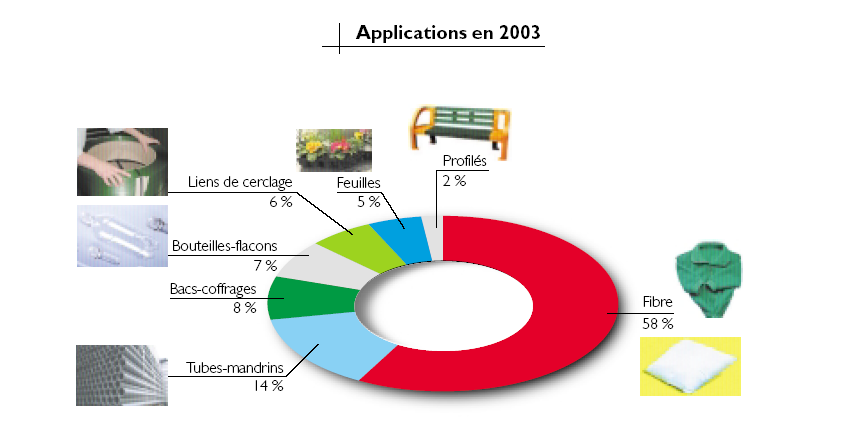 Applications en 2003
Profilés
2 %
Feuilles
5 %
Liens de cerclage
6 %
Bouteilles-flacons
7 %
Bacs-coffrages
8 %
Tubes-mandrins
14 %
Fibre
58 %